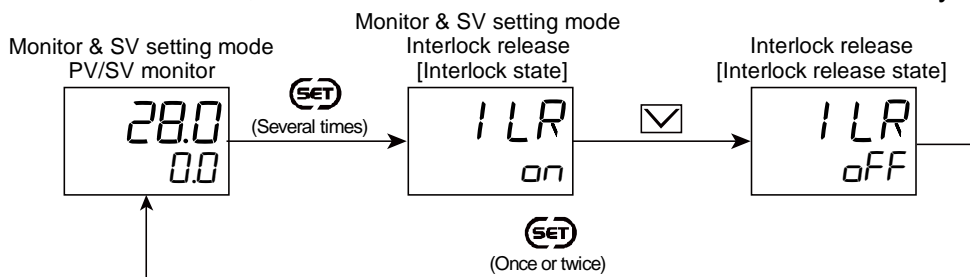 Monitor & SV setting mode
PV/SV monitor
28.0
0.0
SET
(Several times)
Monitor & SV setting mode
Interlock release
[Interlock state]
ILR
on
Interlock release
[Interlock release state]
ILR
oFF
SET
(Once or twice)